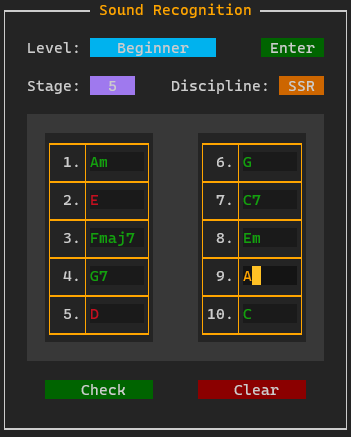 Sound Recognition
Level: Beginner Enter
Stage: 5 Discipline: SSR
1. Am
2. E
3. Fmaj7
4. G7
5. D
6. G
7. C7
8. Em
9. A
10. C
Check Clear